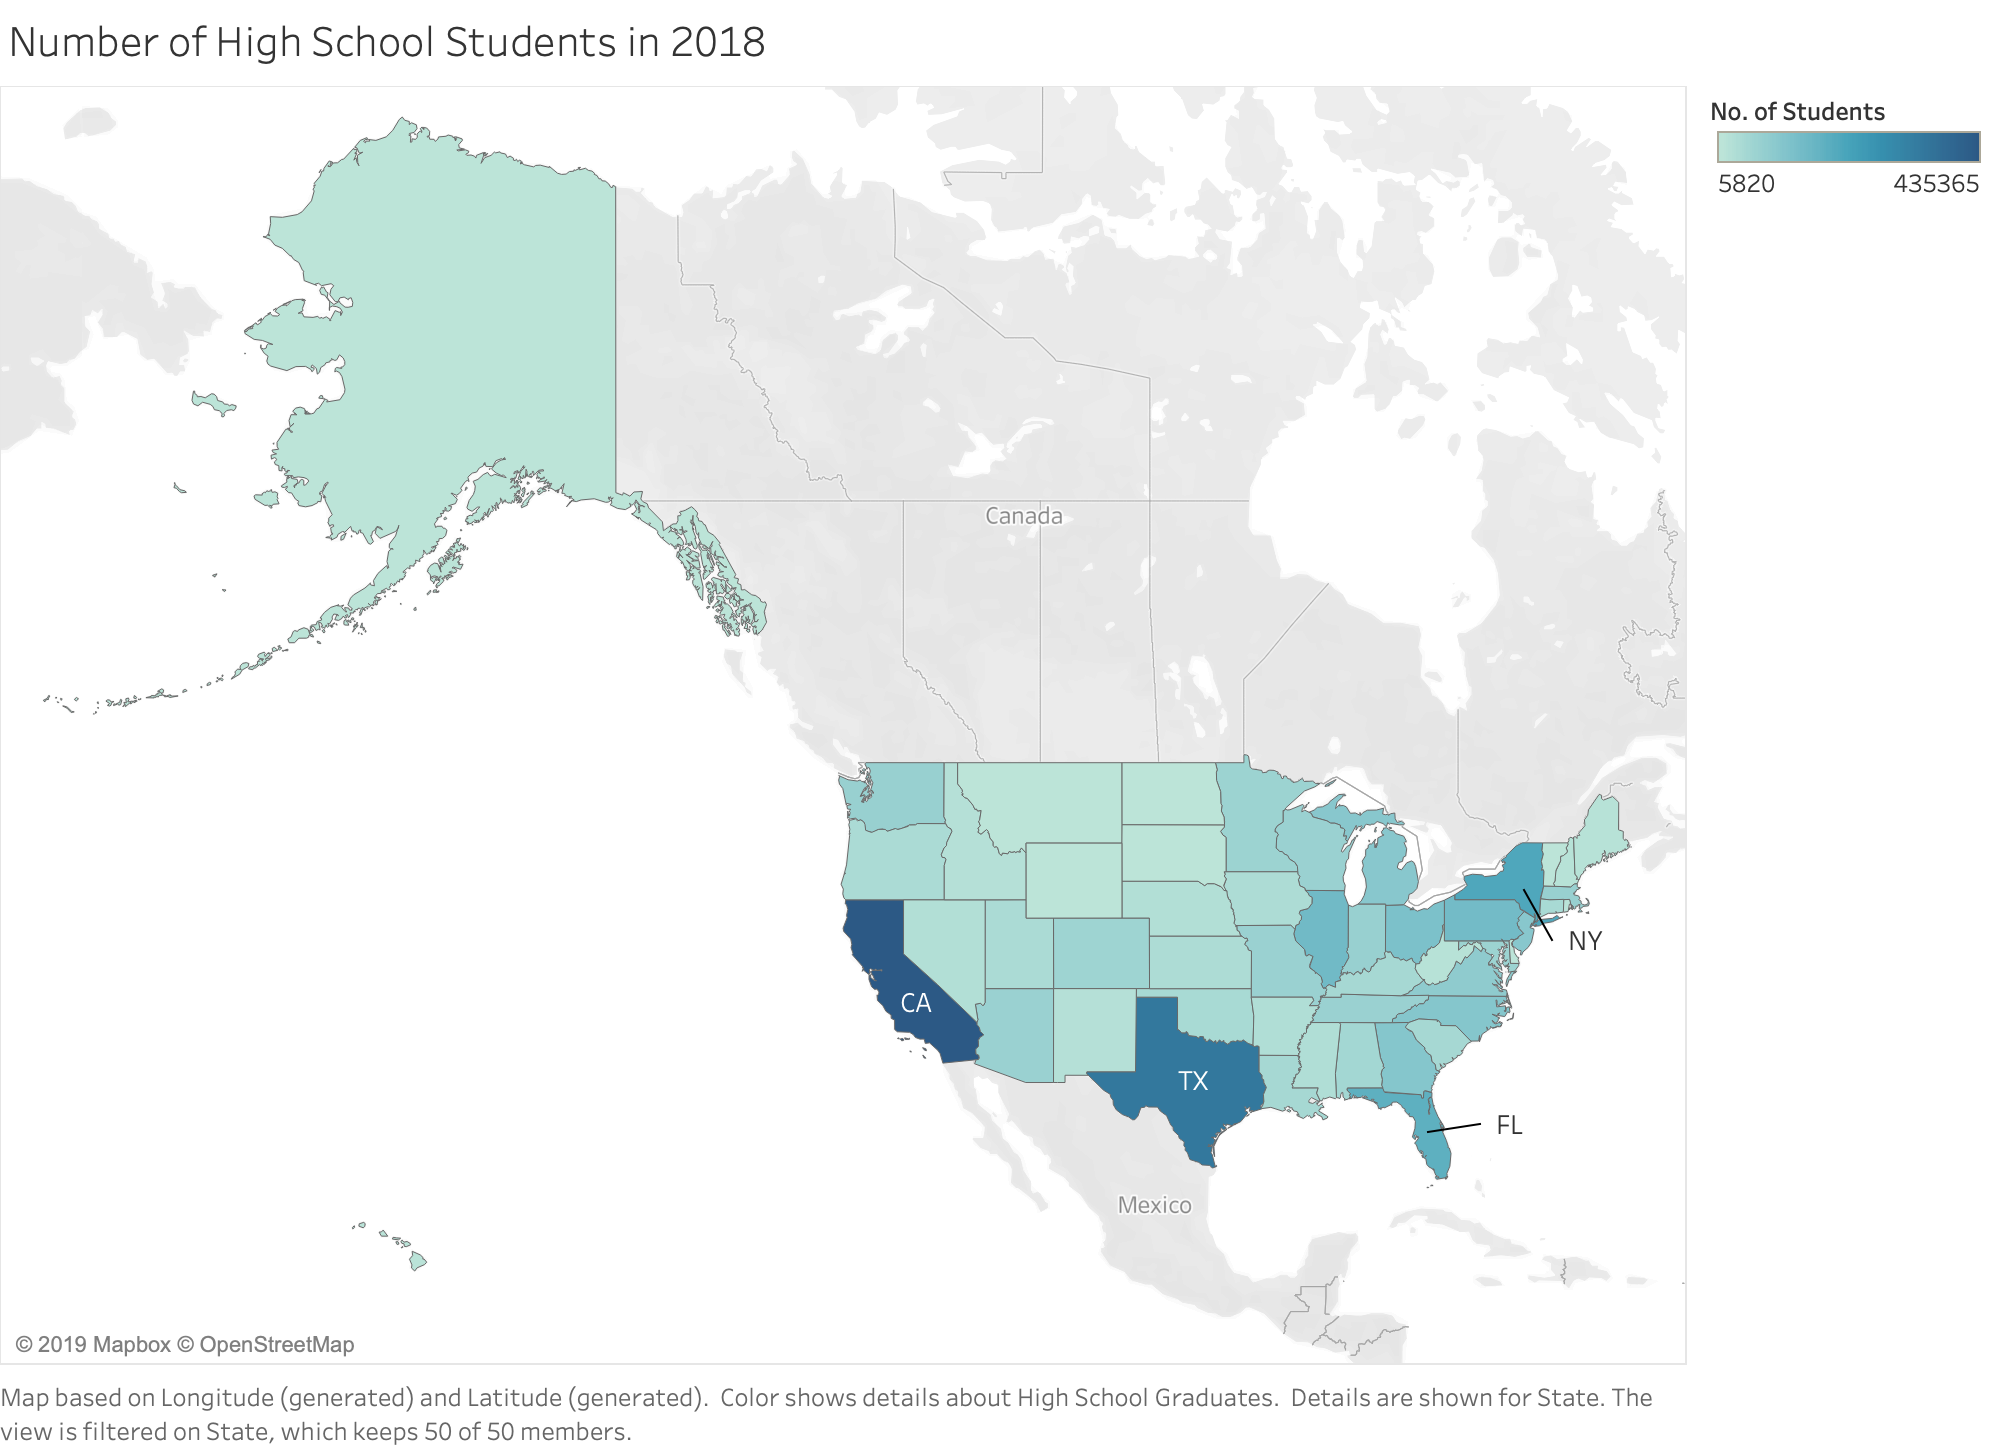 Number of High School Students in 2018
No. of Students
5820 435365
Canada
NY
CA
TX
FL
Mexico
© 2019 Mapbox © OpenStreetMap
Map based on Longitude (generated) and Latitude (generated).  Color shows details about High School Graduates.  Details are shown for State. The
view is filtered on State, which keeps 50 of 50 members.